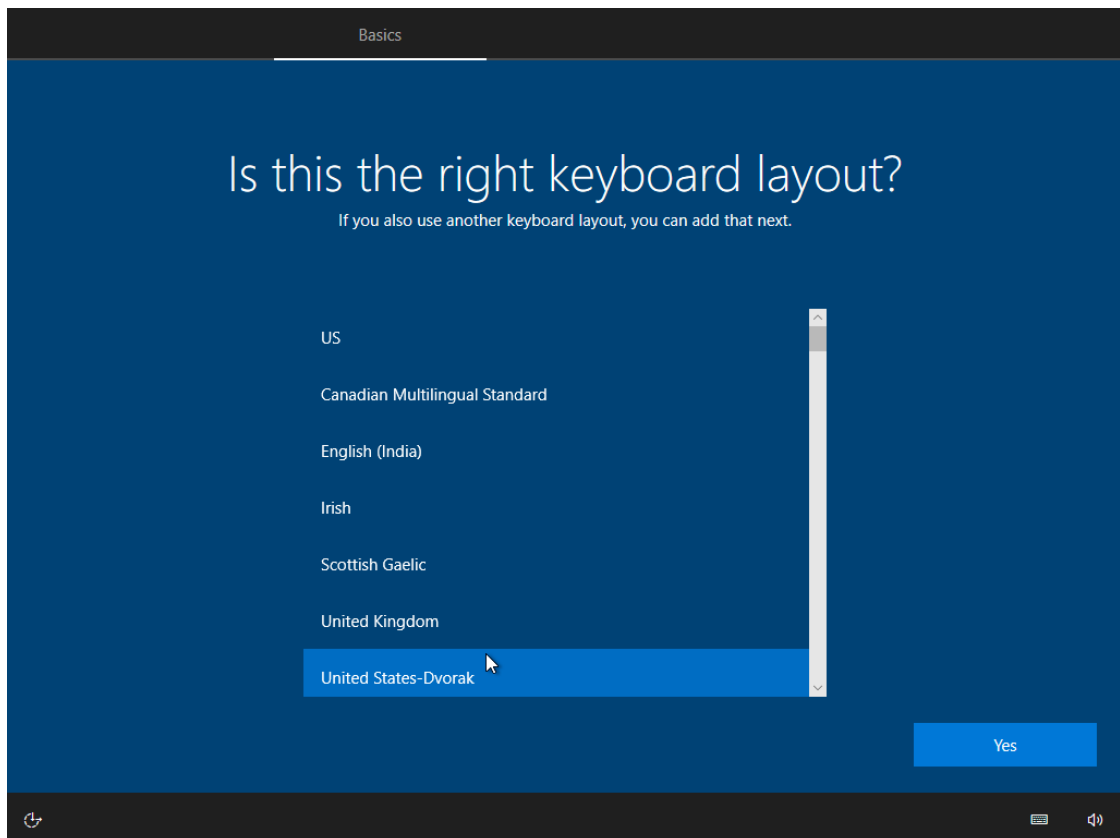 Basics
Is this the right keyboard layout?
If you also use another keyboard layout, you can add that next.
US
Canadian Multilingual Standard
English (India)
Irish
Scottish Gaelic
United Kingdom
United States-Dvorak
Yes